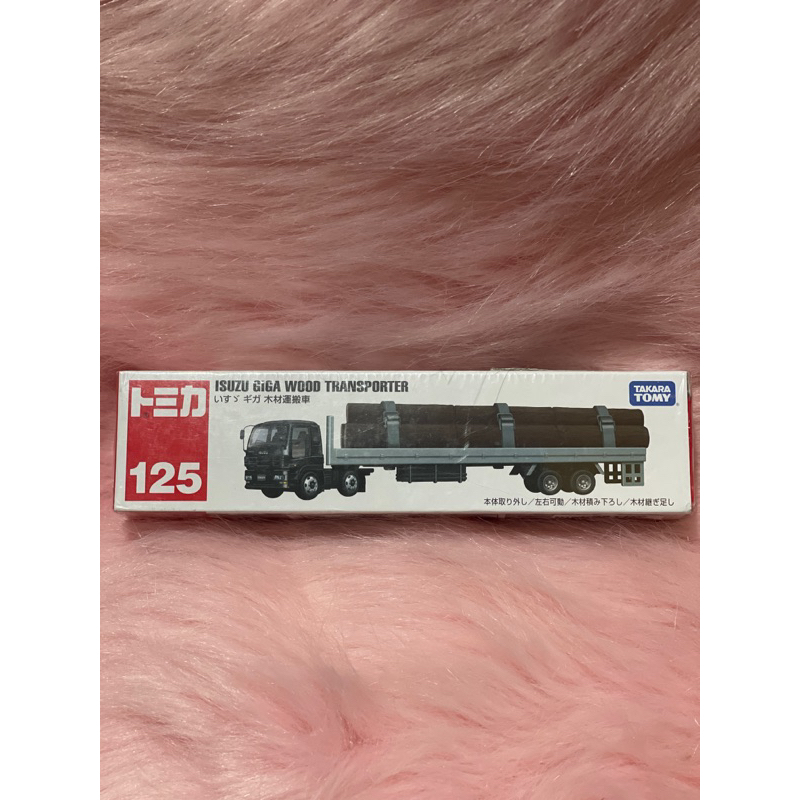 トミカ
125
ISUZU GIGA WOOD TRANSPORTER
いすゞ ギガ 木材運搬車
TAKARA
TOMY
本体取り外し/左右可動/木材積み下ろし/木材継ぎ足し